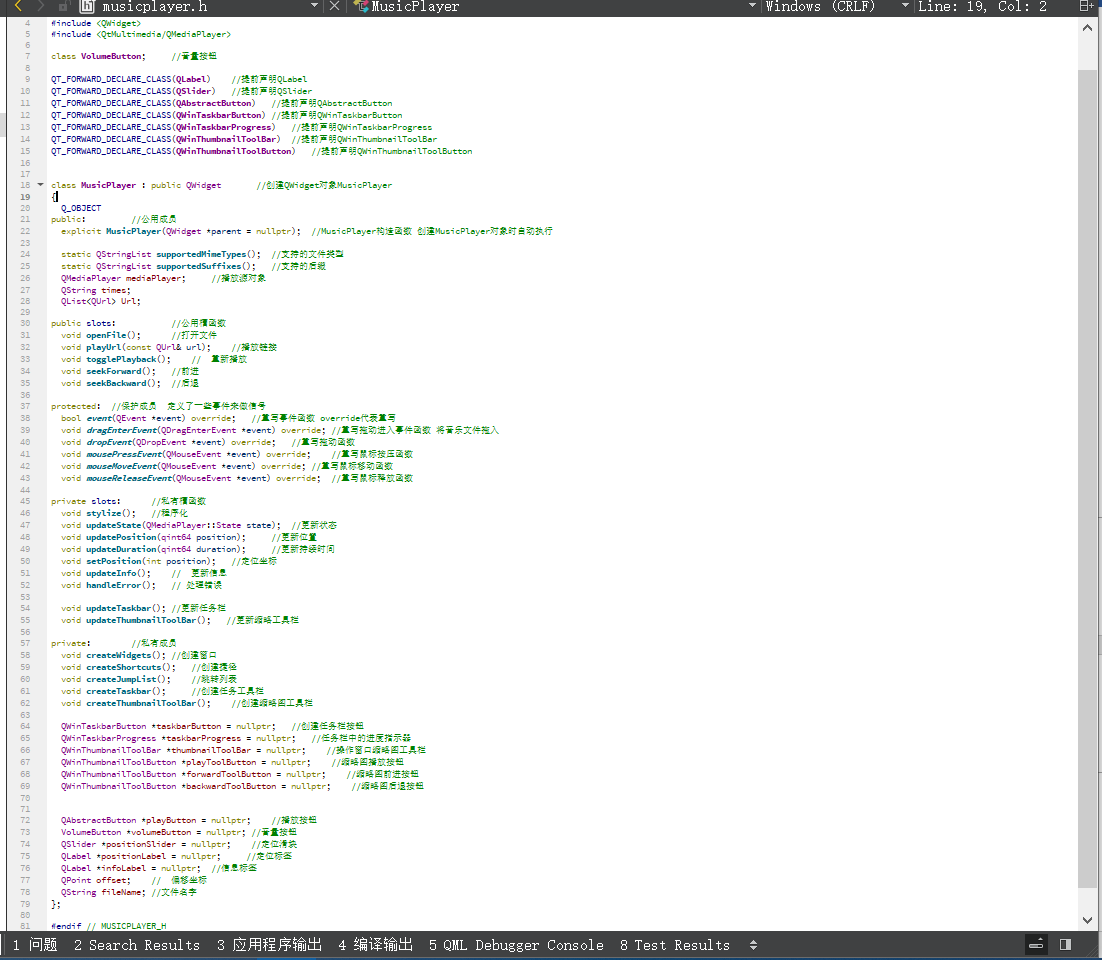 musicplayer.h MusicPlayer Windows (CRLF) Line: 19, Col: 2
4 #include <QWidget>
5 #include <QtMultimedia/QMediaPlayer>
6
7 class VolumeButton; //音量按钮
8
9 QT_FORWARD_DECLARE_CLASS(QLabel) //提前声明QLabel
10 QT_FORWARD_DECLARE_CLASS(QSlider) //提前声明QSlider
11 QT_FORWARD_DECLARE_CLASS(QAbstractButton) //提前声明QAbstractButton
12 QT_FORWARD_DECLARE_CLASS(QWinTaskbarButton) //提前声明QWinTaskbarButton
13 QT_FORWARD_DECLARE_CLASS(QWinTaskbarProgress) //提前声明QWinTaskbarProgress
14 QT_FORWARD_DECLARE_CLASS(QWinThumbnailToolBar) //提前声明QWinThumbnailToolBar
15 QT_FORWARD_DECLARE_CLASS(QWinThumbnailToolButton) //提前声明QWinThumbnailToolButton
16
17
18 class MusicPlayer : public QWidget //创建QWidget对象MusicPlayer
19 {
20 Q_OBJECT
21 public: //公用成员
22 explicit MusicPlayer(QWidget *parent = nullptr); //MusicPlayer构造函数 创建MusicPlayer对象时自动执行
23
24 static QStringList supportedMimeTypes(); //支持的文件类型
25 static QStringList supportedSuffixes(); //支持的后缀
26 QMediaPlayer mediaPlayer; //播放源对象
27 QString times;
28 QList<QUrl> Url;
29
30 public slots: //公用槽函数
31 void openFile(); //打开文件
32 void playUrl(const QUrl& url); //播放链接
33 void togglePlayback(); // 重新播放
34 void seekForward(); //前进
35 void seekBackward(); //后退
36
37 protected: //保护成员 定义了一些事件来做信号
38 bool event(QEvent *event) override; //重写事件函数 override代表重写
39 void dragEnterEvent(QDragEnterEvent *event) override; //重写拖动进入事件函数 将音乐文件拖入
40 void dropEvent(QDropEvent *event) override; //重写拖动函数
41 void mousePressEvent(QMouseEvent *event) override; //重写鼠标按压函数
42 void mouseMoveEvent(QMouseEvent *event) override; //重写鼠标移动函数
43 void mouseReleaseEvent(QMouseEvent *event) override; //重写鼠标释放函数
44
45 private slots: //私有槽函数
46 void stylize(); //程序化
47 void updateState(QMediaPlayer::State state); //更新状态
48 void updatePosition(qint64 position); //更新位置
49 void updateDuration(qint64 duration); //更新持续时间
50 void setPosition(int position); //定位坐标
51 void updateInfo(); // 更新信息
52 void handleError(); // 处理错误
53
54 void updateTaskbar(); //更新任务栏
55 void updateThumbnailToolBar(); //更新缩略工具栏
56
57 private: //私有成员
58 void createWidgets(); //创建窗口
59 void createShortcuts(); //创建捷径
60 void createJumpList(); //跳转列表
61 void createTaskbar(); //创建任务工具栏
62 void createThumbnailToolBar(); //创建缩略图工具栏
63
64 QWinTaskbarButton *taskbarButton = nullptr; //创建任务栏按钮
65 QWinTaskbarProgress *taskbarProgress = nullptr; //任务栏中的进度指示器
66 QWinThumbnailToolBar *thumbnailToolBar = nullptr; //操作窗口缩略图工具栏
67 QWinThumbnailToolButton *playToolButton = nullptr; //缩略图播放按钮
68 QWinThumbnailToolButton *forwardToolButton = nullptr; //缩略图前进按钮
69 QWinThumbnailToolButton *backwardToolButton = nullptr; //缩略图后退按钮
70
71
72 QAbstractButton *playButton = nullptr; //播放按钮
73 VolumeButton *volumeButton = nullptr; //音量按钮
74 QSlider *positionSlider = nullptr; //定位滑块
75 QLabel *positionLabel = nullptr; //定位标签
76 QLabel *infoLabel = nullptr; //信息标签
77 QPoint offset; // 偏移坐标
78 QString fileName; //文件名字
79 };
80
81 #endif // MUSICPLAYER_H
1 问题 2 Search Results 3 应用程序输出 4 编译输出 5 QML Debugger Console 8 Test Results